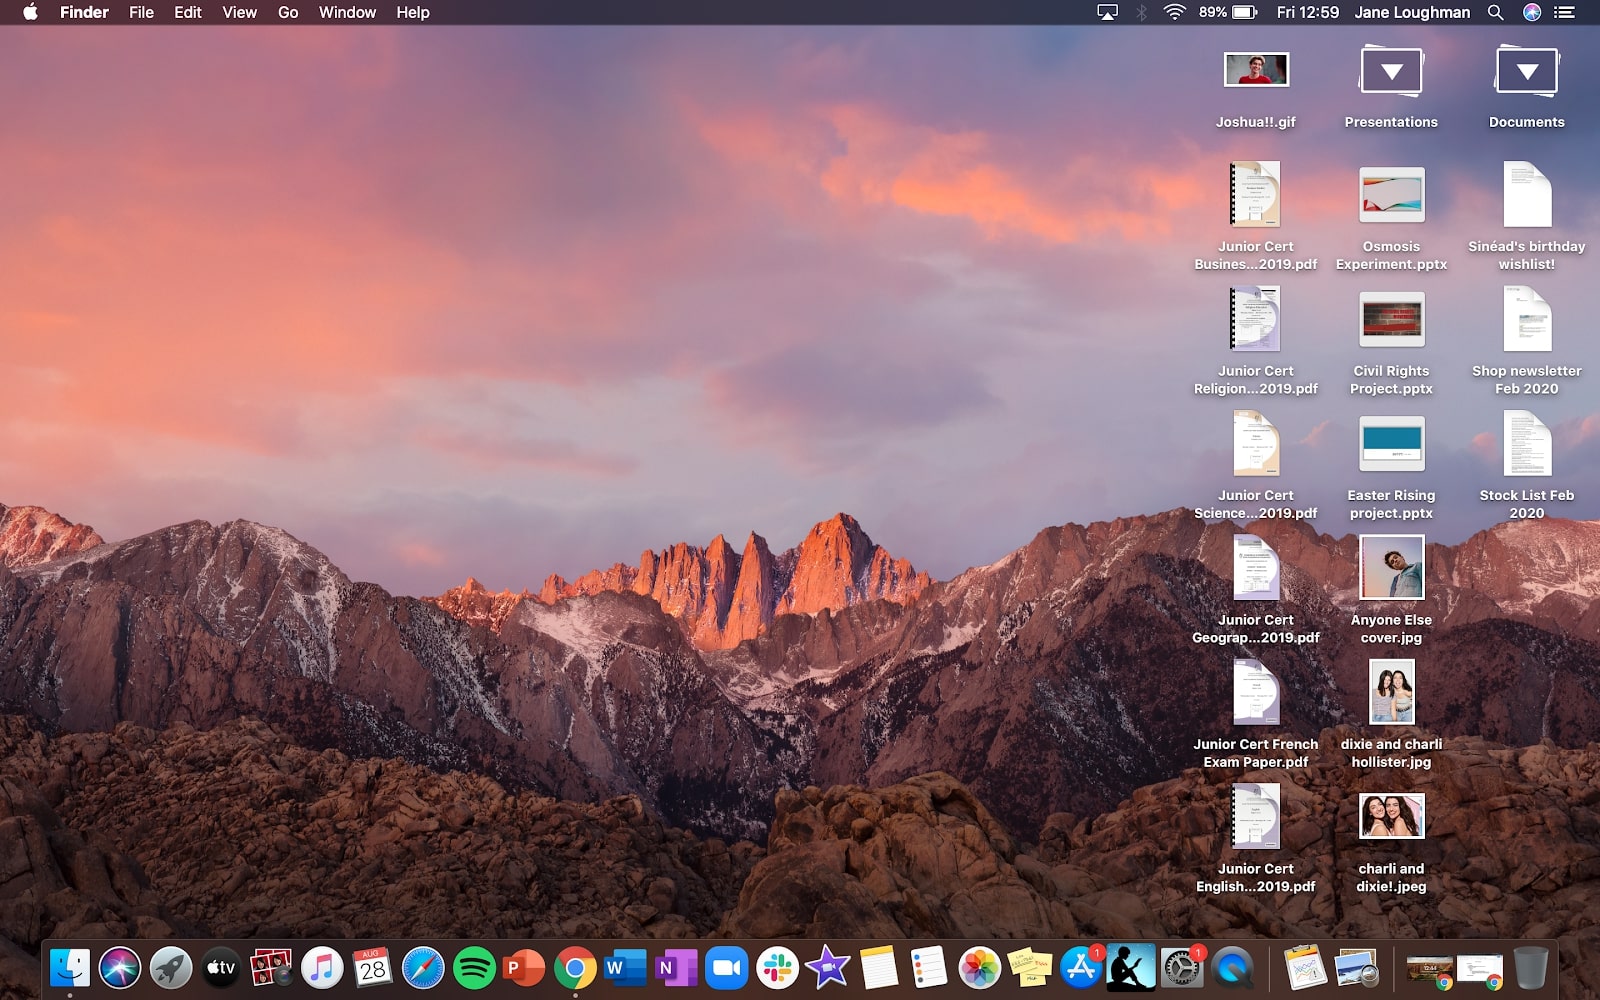 Finder File Edit View Go Window Help 89% Fri 12:59 Jane Loughman
Joshua!!.gif
Presentations
Documents
Junior Cert
Busines...2019.pdf
Osmosis
Experiment.pptx
Sinéad's birthday
wishlist!
Junior Cert
Religion...2019.pdf
Civil Rights
Project.pptx
Shop newsletter
Feb 2020
Junior Cert
Science...2019.pdf
Easter Rising
project.pptx
Stock List Feb
2020
Junior Cert
Geograp...2019.pdf
Anyone Else
cover.jpg
Junior Cert French
Exam Paper.pdf
dixie and charli
hollister.jpg
Junior Cert
English...2019.pdf
charli and
dixie!.jpeg
tv
AUG
28
P
W
N
1
1
12:44